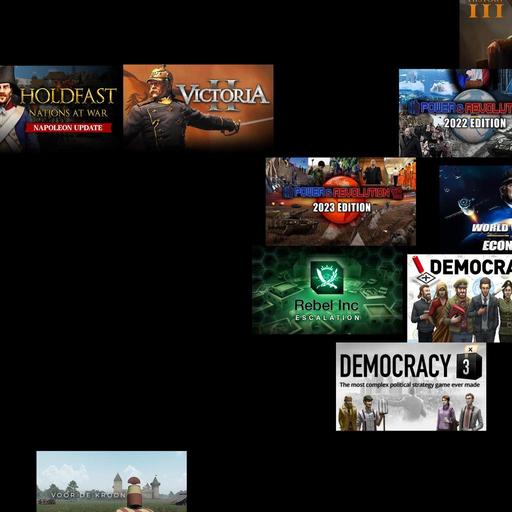 III
HOLDFAST
NATIONS AT WAR
NAPOLEON UPDATE
VICTORIA
II
POWER & REVOLUTION
2022 EDITION
POWER & REVOLUTION
2023 EDITION
WORLD
ECON
Rebel Inc
ESCALATION
DEMOCRA
DEMOCRACY 3
The most complex political strategy game ever made
VOOR DE KROON